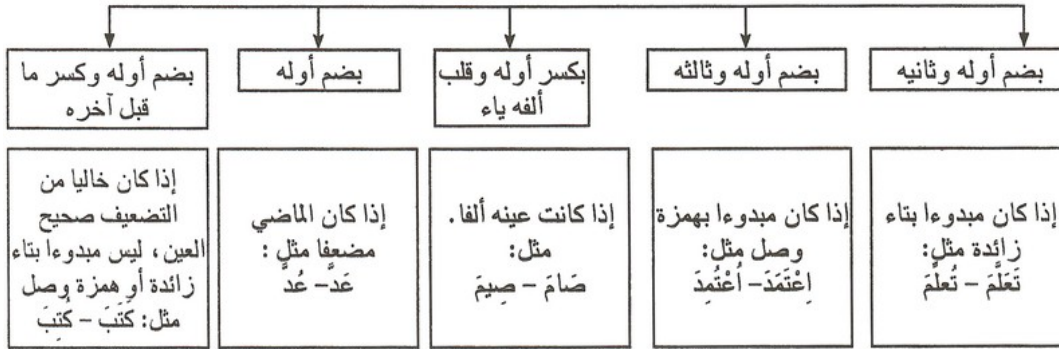 بضم أوله وثانيه
بضم أوله وثالثه
بكسر أوله وقلب
ألفه ياء
بضم أوله
بضم أوله وكسر ما
قبل آخره
إذا كان مبدوءا بتاء
زائدة مثل:
تَعَلَّمَ – تُعلِّمَ
إذا كان مبدوءا بهمزة
وصل مثل:
اِعْتَمَدَ – اُعْتُمِدَ
إذا كانت عينه ألفا.
مثل:
صَامَ – صِيمَ
إذا كان الماضي
مضعفا مثل:
عَدَّ – عُدَّ
إذا كان خاليا من
التضعيف صحيح
العين، ليس مبدوءا بتاء
زائدة أو همزة وصل
مثل: كَتَبَ – كُتِبَ